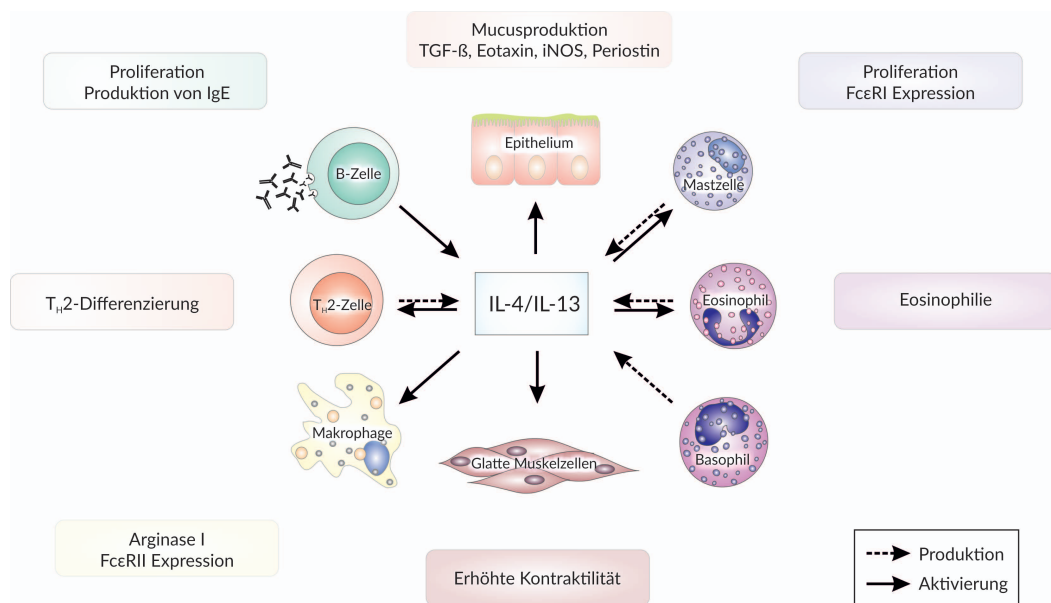 Mucusproduktion
TGF-ß, Eotaxin, iNOS, Periostin
Proliferation
Produktion von IgE
Proliferation
FcεRI Expression
B-Zelle
Epithelium
Mastzelle
TH2-Differenzierung
TH2-Zelle
IL-4/IL-13
Eosinophil
Eosinophilie
Makrophage
Glatte Muskelzellen
Basophil
Arginase I
FcεRII Expression
Erhöhte Kontraktilität
Produktion
Aktivierung